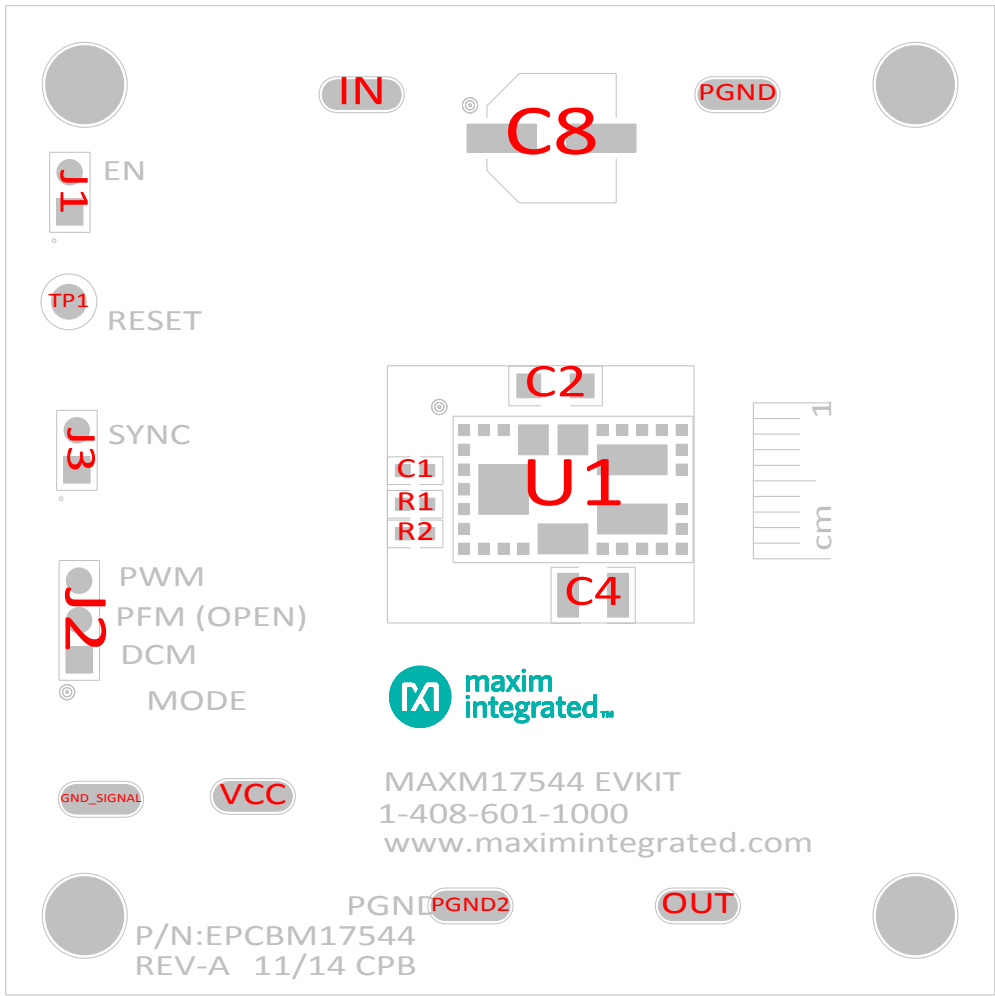 IN
PGND
C8
J1
EN
TP1
RESET
C2
1
J3
SYNC
C1
U1
R1
R2
cm
PWM
J2
C4
PFM (OPEN)
DCM
MODE
maxim
integrated™
MAXM17544 EVKIT
GND_SIGNAL
VCC
1-408-601-1000
www.maximintegrated.com
PGND
PGND2
OUT
P/N:EPCBM17544
REV-A 11/14 CPB